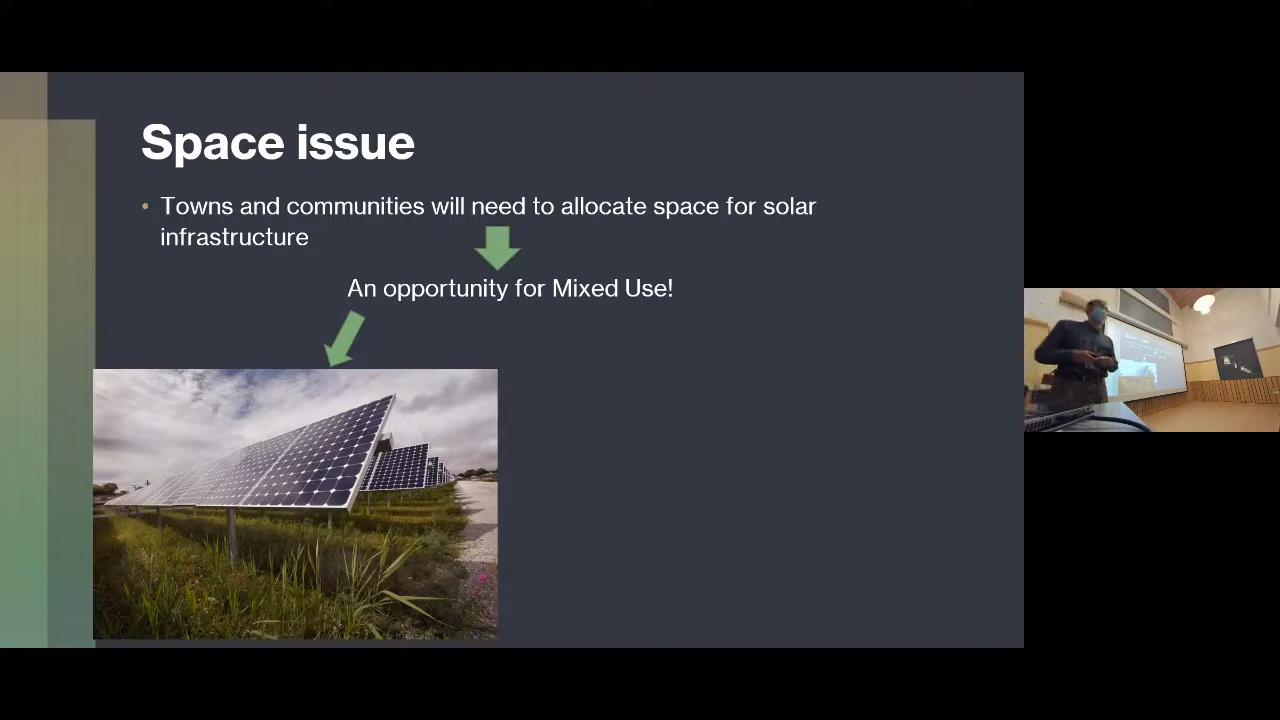 Space issue
• Towns and communities will need to allocate space for solar
infrastructure
An opportunity for Mixed Use!